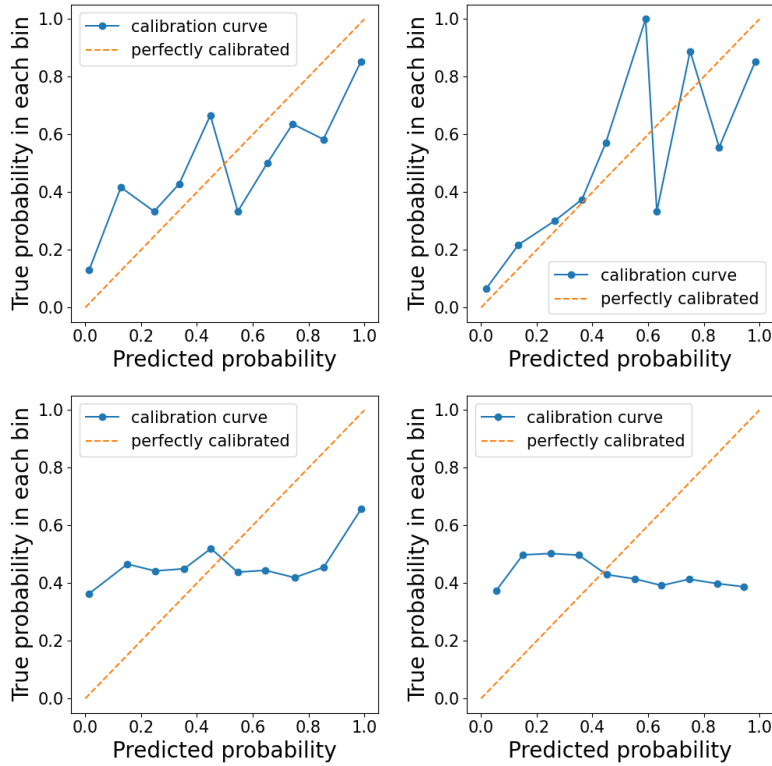 1.0
0.8
0.6
0.4
0.2
0.0
True probability in each bin
calibration curve
perfectly calibrated
0.0 0.2 0.4 0.6 0.8 1.0
Predicted probability
1.0
0.8
0.6
0.4
0.2
0.0
True probability in each bin
calibration curve
perfectly calibrated
0.0 0.2 0.4 0.6 0.8 1.0
Predicted probability
1.0
0.8
0.6
0.4
0.2
0.0
True probability in each bin
calibration curve
perfectly calibrated
0.0 0.2 0.4 0.6 0.8 1.0
Predicted probability
1.0
0.8
0.6
0.4
0.2
0.0
True probability in each bin
calibration curve
perfectly calibrated
0.0 0.2 0.4 0.6 0.8 1.0
Predicted probability